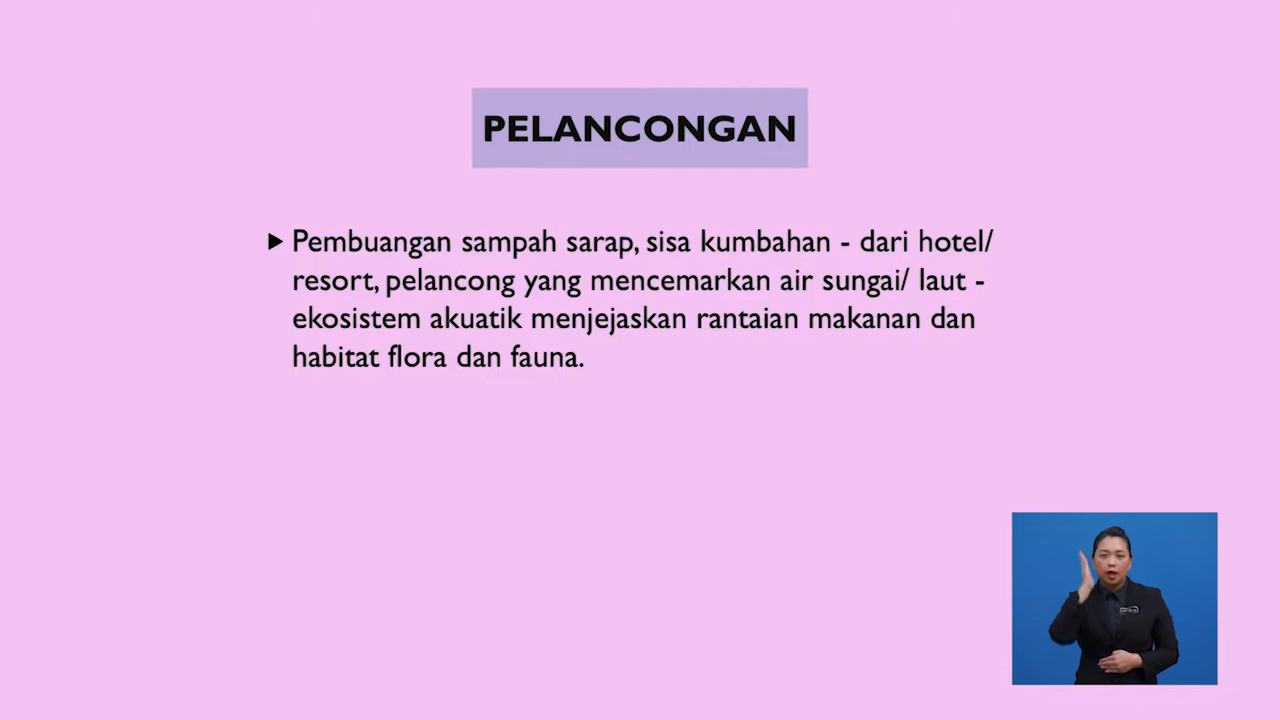 PELANCONGAN
Pembuangan sampah sarap, sisa kumbahan - dari hotel/
resort, pelancong yang mencemarkan air sungai/ laut -
ekosistem akuatik menjejaskan rantaian makanan dan
habitat flora dan fauna.